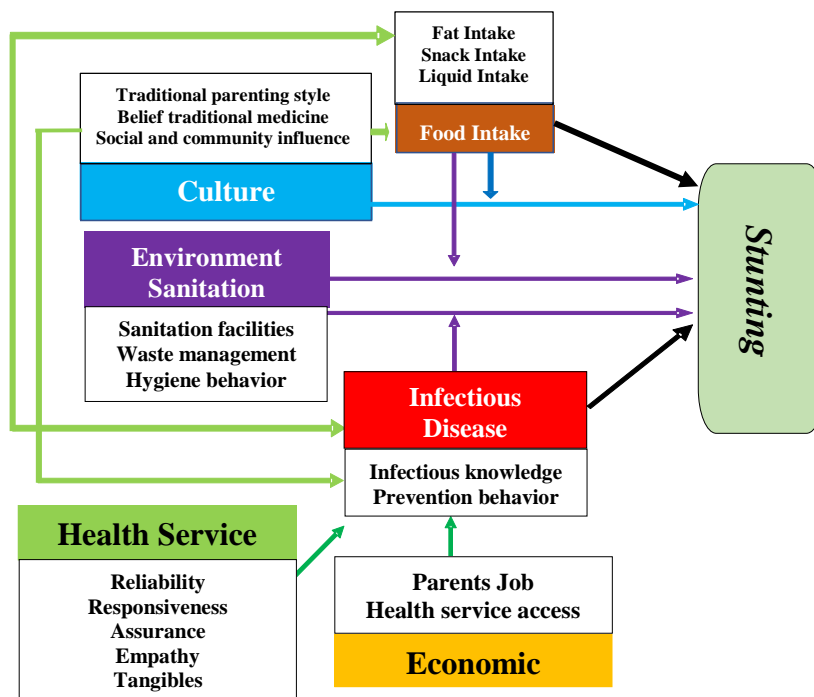 Fat Intake
Snack Intake
Liquid Intake
Food Intake
Traditional parenting style
Belief traditional medicine
Social and community influence
Culture
Environment
Sanitation
Sanitation facilities
Waste management
Hygiene behavior
Stunting
Infectious
Disease
Infectious knowledge
Prevention behavior
Health Service
Reliability
Responsiveness
Assurance
Empathy
Tangibles
Parents Job
Health service access
Economic